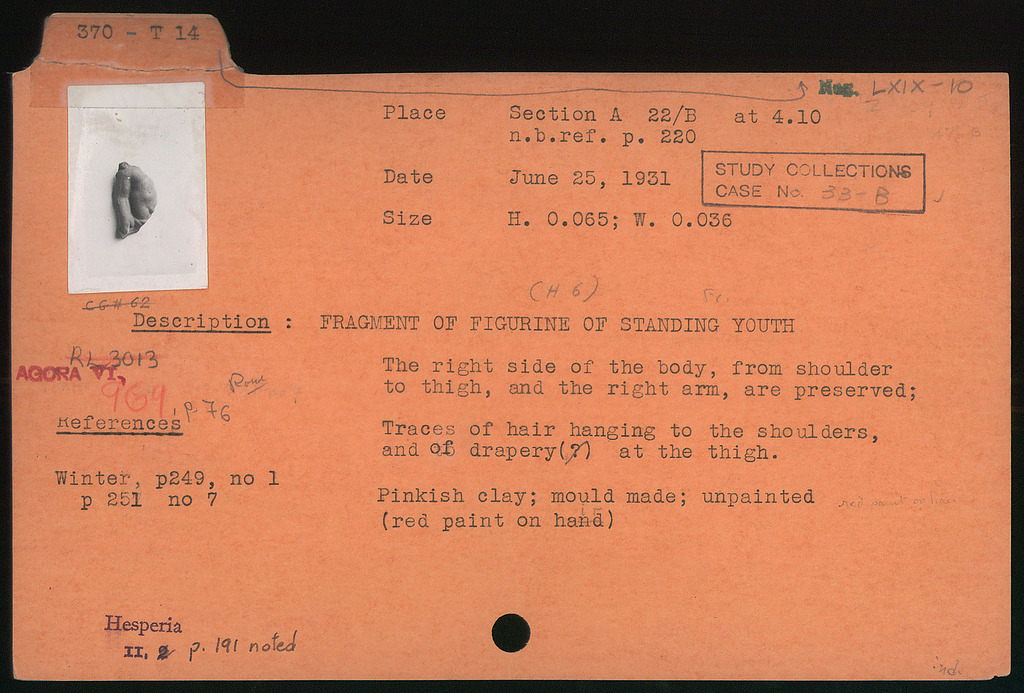 370 - T 14
Neg. LXIX-10
Place Section A 22/B at 4.10
n.b.ref. p. 220
Date June 25, 1931
STUDY COLLECTIONS
CASE No. 33-B
Size H. 0.065; W. 0.036
CGH 62
(H 6) Fr.
Description : FRAGMENT OF FIGURINE OF STANDING YOUTH
RL 3013
AGORA VI,
969, p 76
The right side of the body, from shoulder
to thigh, and the right arm, are preserved;
References
Traces of hair hanging to the shoulders,
and of drapery(?) at the thigh.
Winter, p249, no 1
p 251 no 7
Pinkish clay; mould made; unpainted
(red paint on hand)
Hesperia
II, 2 p. 191 noted